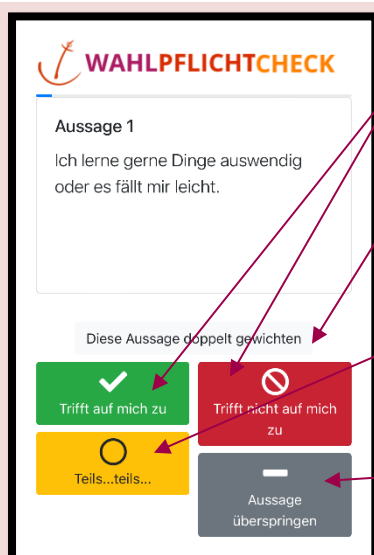 WAHLPFLICHTCHECK
Aussage 1
Ich lerne gerne Dinge auswendig
oder es fällt mir leicht.
Diese Aussage doppelt gewichten
Trifft auf mich zu
Trifft nicht auf mich
zu
Teils...teils...
Aussage
überspringen